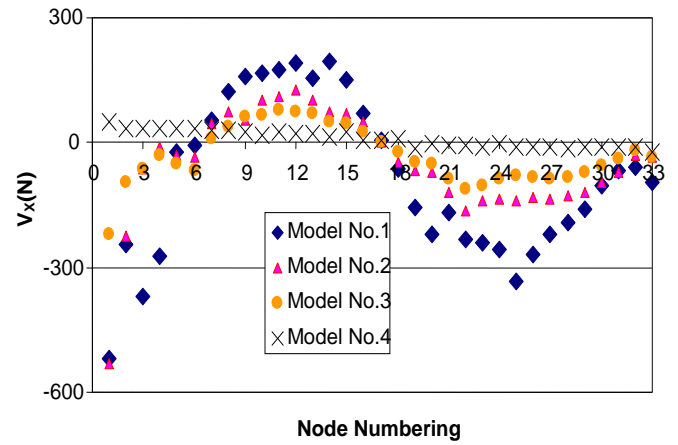 300
0
-300
-600
Vx(N)
0 3 6 9 12 15 18 21 24 27 30 33
Model No.1
Model No.2
Model No.3
Model No.4
Node Numbering